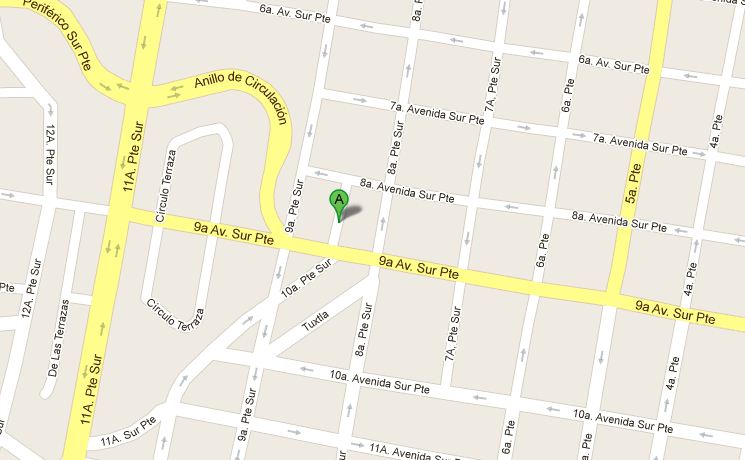 Periférico Sur Pte
6a. Av. Sur Pte
8a. Pte Sur
6a. Av. Sur Pte
Anillo de Circulación
7A. Pte Sur
6a. Pte
7a. Avenida Sur Pte
7a. Avenida Sur Pte
4a. Pte
12A. Pte Sur
11A. Pte Sur
Circulo Terraza
8a. Pte Sur
5a. Pte
A
8a. Avenida Sur Pte
9a. Pte Sur
8a. Avenida Sur Pte
9a Av. Sur Pte
9a Av. Sur Pte
6a. Pte
4a. Pte
10a. Pte Sur
12A. Pte Sur
Pte
Circulo Terraza
De Las Terrazas
Tuxtla
8a. Pte Sur
7A. Pte Sur
9a Av. Sur Pte
11A. Pte Sur
10a. Avenida Sur Pte
4a. Pte
10a. Avenida Sur Pte
11A. Sur Pte
9a. Pte Sur
6a. Pte
11A. Avenida Sur Pte